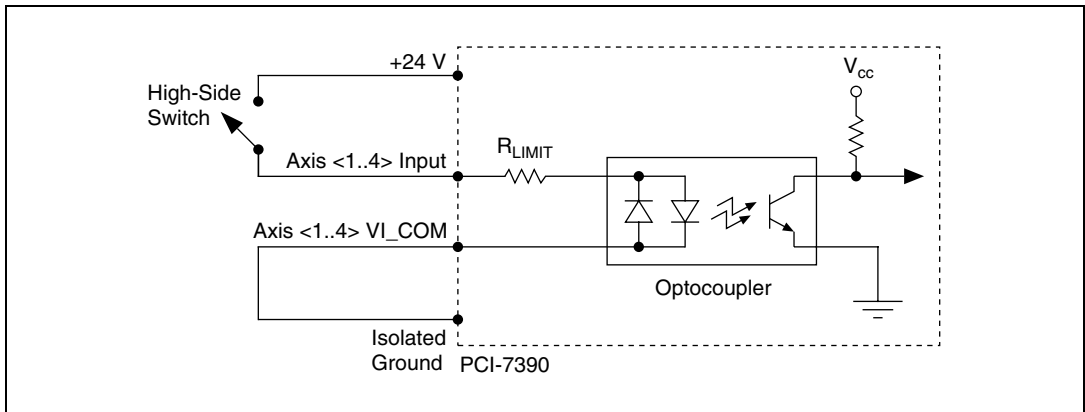 +24 V
High-Side
Switch
Vcc
Axis <1..4> Input
RLIMIT
Axis <1..4> VI_COM
Optocoupler
Isolated
Ground
PCI-7390